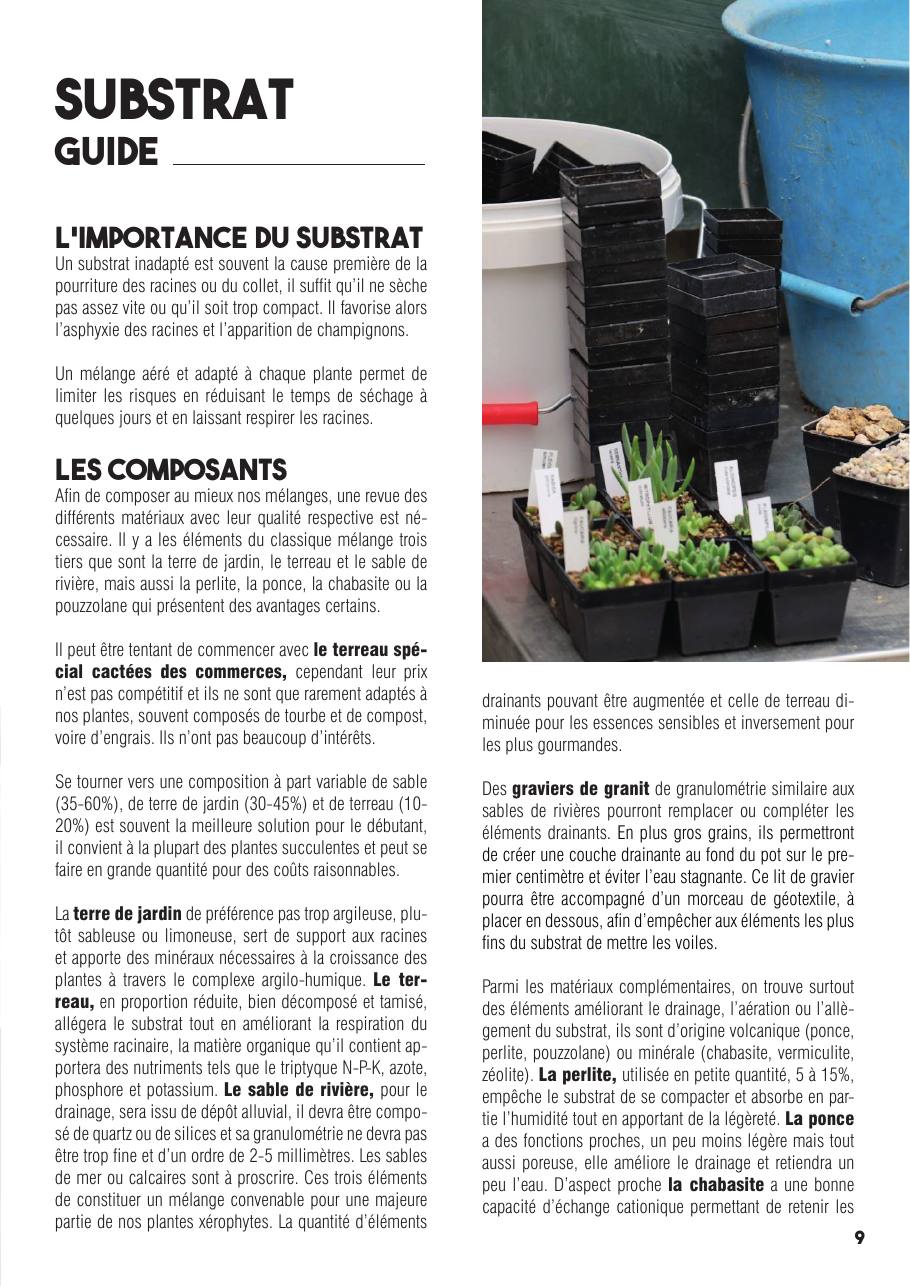 SUBSTRAT
GUIDE
L'IMPORTANCE DU SUBSTRAT
Un substrat inadapté est souvent la cause première de la
pourriture des racines ou du collet, il suffit qu'il ne sèche
pas assez vite ou qu'il soit trop compact. Il favorise alors
l'asphyxie des racines et l'apparition de champignons.
Un mélange aéré et adapté à chaque plante permet de
limiter les risques en réduisant le temps de séchage à
quelques jours et en laissant respirer les racines.
LES COMPOSANTS
Afin de composer au mieux nos mélanges, une revue des
différents matériaux avec leur qualité respective est né-
cessaire. Il y a les éléments du classique mélange trois
tiers que sont la terre de jardin, le terreau et le sable de
rivière, mais aussi la perlite, la ponce, la chabasite ou la
pouzzolane qui présentent des avantages certains.
Il peut être tentant de commencer avec le terreau spé-
cial cactées des commerces, cependant leur prix
n'est pas compétitif et ils ne sont que rarement adaptés à
nos plantes, souvent composés de tourbe et de compost,
voire d'engrais. Ils n'ont pas beaucoup d'intérêts.
Se tourner vers une composition à part variable de sable
(35-60%), de terre de jardin (30-45%) et de terreau (10-
20%) est souvent la meilleure solution pour le débutant,
il convient à la plupart des plantes succulentes et peut se
faire en grande quantité pour des coûts raisonnables.
La terre de jardin de préférence pas trop argileuse, plu-
tôt sableuse ou limoneuse, sert de support aux racines
et apporte des minéraux nécessaires à la croissance des
plantes à travers le complexe argilo-humique. Le ter-
reau, en proportion réduite, bien décomposé et tamisé,
allégera le substrat tout en améliorant la respiration du
système racinaire, la matière organique qu'il contient ap-
portera des nutriments tels que le triptyque N-P-K, azote,
phosphore et potassium. Le sable de rivière, pour le
drainage, sera issu de dépôt alluvial, il devra être compo-
sé de quartz ou de silices et sa granulométrie ne devra pas
être trop fine et d'un ordre de 2-5 millimètres. Les sables
de mer ou calcaires sont à proscrire. Ces trois éléments
de constituer un mélange convenable pour une majeure
partie de nos plantes xérophytes. La quantité d'éléments
drainants pouvant être augmentée et celle de terreau di-
minuée pour les essences sensibles et inversement pour
les plus gourmandes.
Des graviers de granit de granulométrie similaire aux
sables de rivières pourront remplacer ou compléter les
éléments drainants. En plus gros grains, ils permettront
de créer une couche drainante au fond du pot sur le pre-
mier centimètre et éviter l'eau stagnante. Ce lit de gravier
pourra être accompagné d'un morceau de géotextile, à
placer en dessous, afin d'empêcher aux éléments les plus
fins du substrat de mettre les voiles.
Parmi les matériaux complémentaires, on trouve surtout
des éléments améliorant le drainage, l'aération ou l'allè-
gement du substrat, ils sont d'origine volcanique (ponce,
perlite, pouzzolane) ou minérale (chabasite, vermiculite,
zéolite). La perlite, utilisée en petite quantité, 5 à 15%,
empêche le substrat de se compacter et absorbe en par-
tie l'humidité tout en apportant de la légèreté. La ponce
a des fonctions proches, un peu moins légère mais tout
aussi poreuse, elle améliore le drainage et retiendra un
peu l'eau. D'aspect proche la chabasite a une bonne
capacité d'échange cationique permettant de retenir les
9